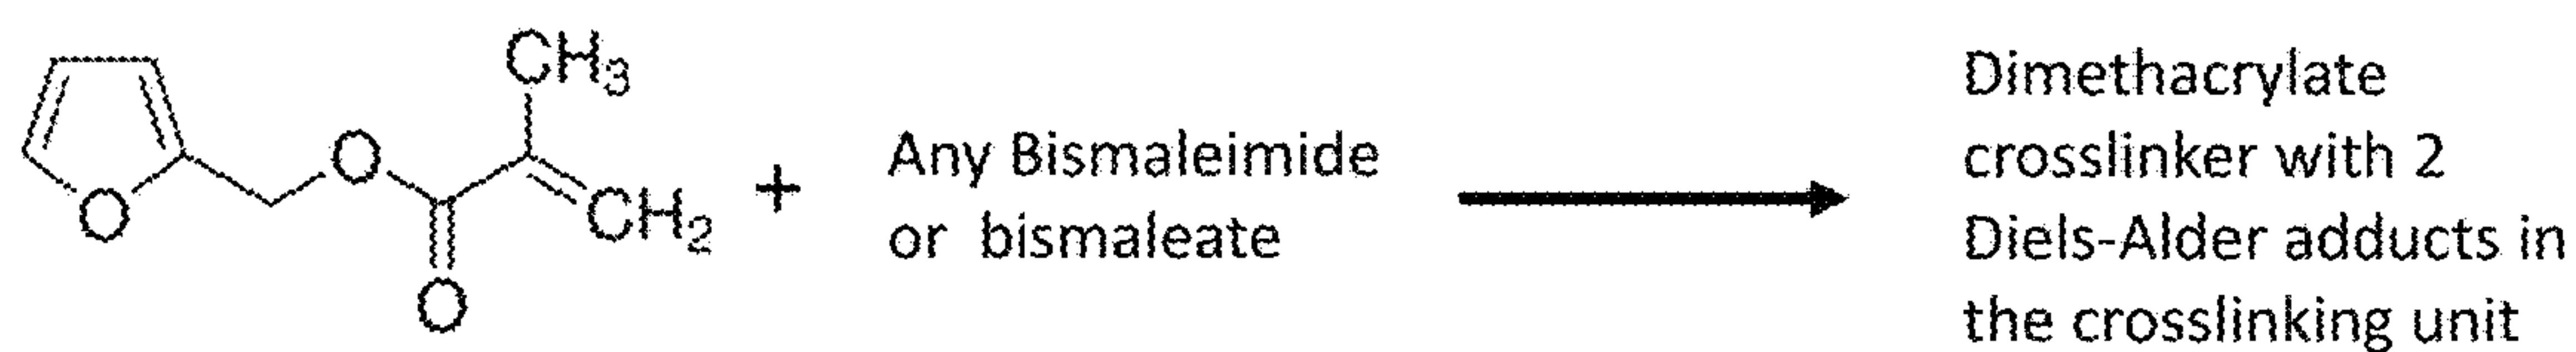 CH3
O
O
CH2
O
+
Any Bismaleimide
or bismaleate
Dimethacrylate
crosslinker with 2
Diels-Alder adducts in
the crosslinking unit